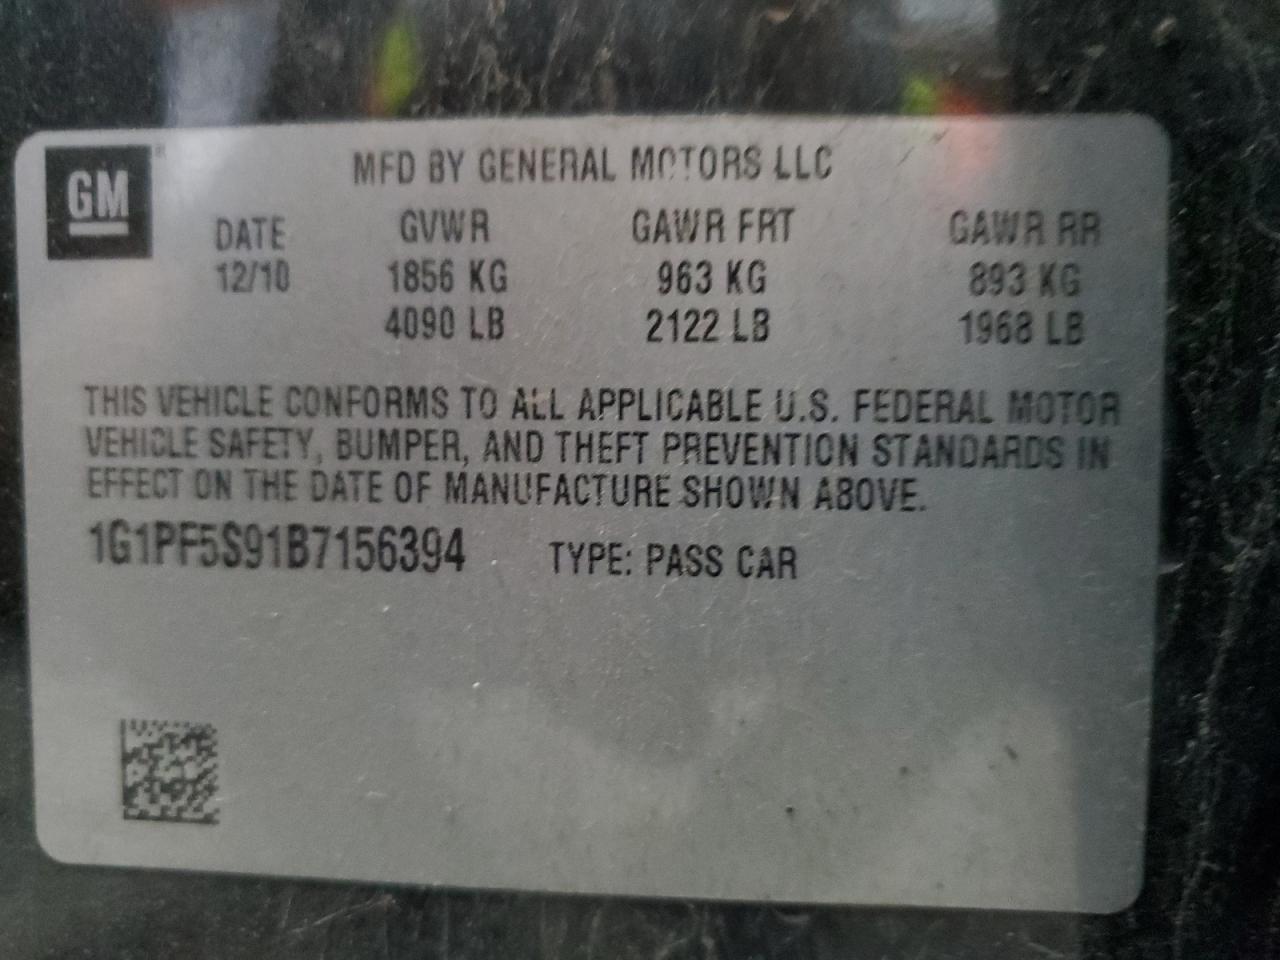 GM
MFD BY GENERAL MOTORS LLC
DATE GVWR GAWR FRT GAWR RR
12/10 1856 KG 963 KG 893 KG
4090 LB 2122 LB 1968 LB
THIS VEHICLE CONFORMS TO ALL APPLICABLE U.S. FEDERAL MOTOR
VEHICLE SAFETY, BUMPER, AND THEFT PREVENTION STANDARDS IN
EFFECT ON THE DATE OF MANUFACTURE SHOWN ABOVE.
1G1PF5S91B7156394 TYPE: PASS CAR